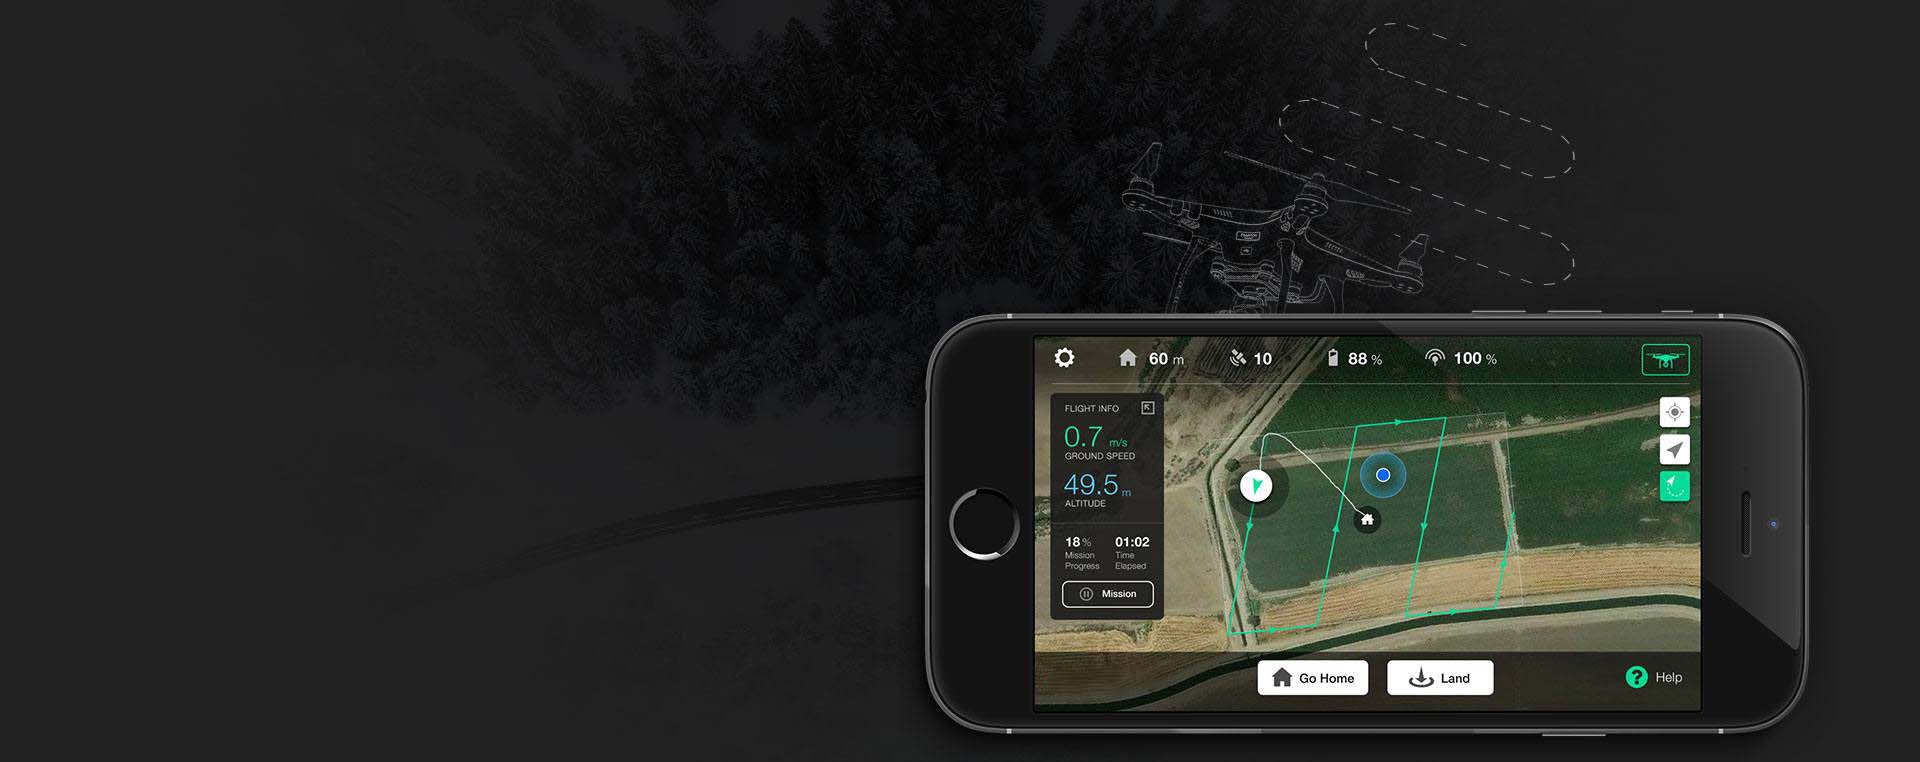 60 m
10
88 %
100 %
FLIGHT INFO
0.7 m/s
GROUND SPEED
49.5 m
ALTITUDE
18% 01:02
Mission Time
Progress Elapsed
Mission
Go Home
Land
? Help